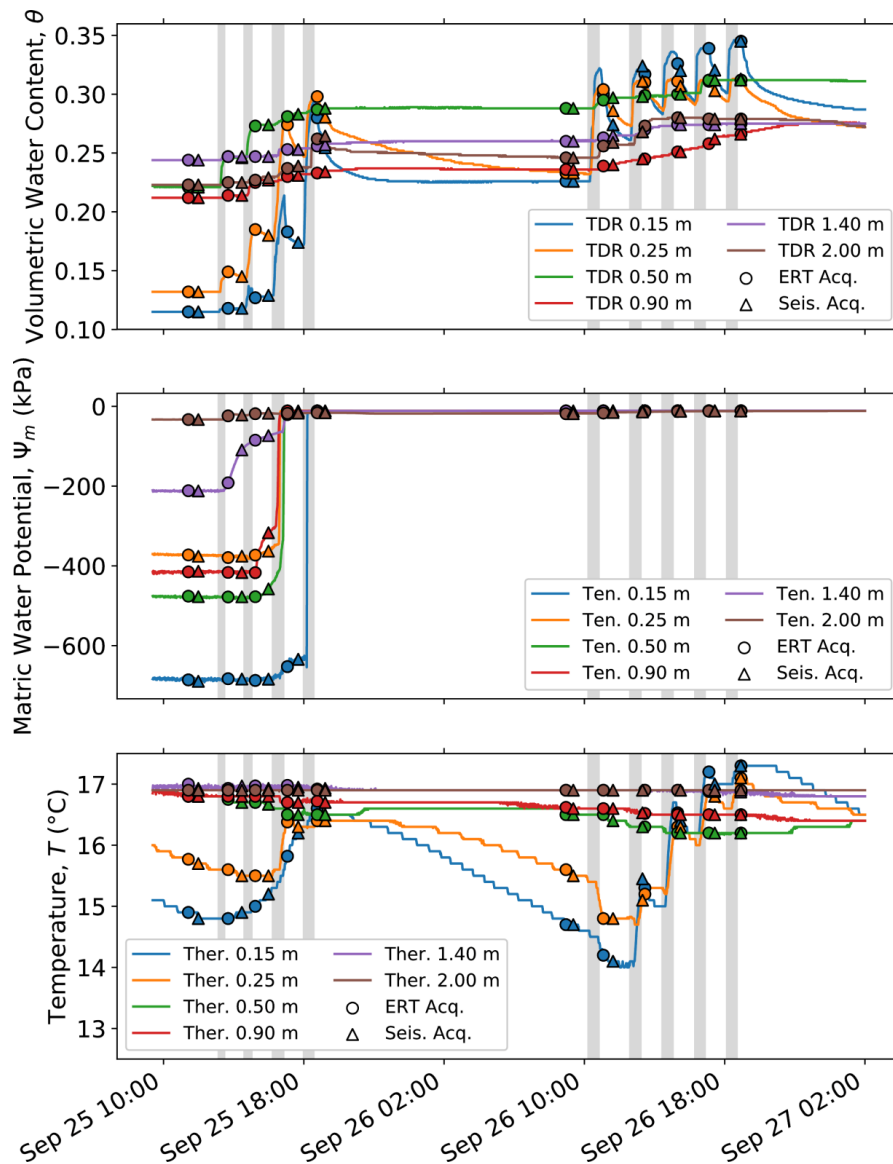 Volumetric Water Content, θ
0.35
0.30
0.25
0.20
0.15
0.10
TDR 0.15 m
TDR 0.25 m
TDR 0.50 m
TDR 0.90 m
TDR 1.40 m
TDR 2.00 m
ERT Acq.
Seis. Acq.
Matric Water Potential, Ψm (kPa)
0
−200
−400
−600
Ten. 0.15 m
Ten. 0.25 m
Ten. 0.50 m
Ten. 0.90 m
Ten. 1.40 m
Ten. 2.00 m
ERT Acq.
Seis. Acq.
Temperature, T (°C)
17
16
15
14
13
Ther. 0.15 m
Ther. 0.25 m
Ther. 0.50 m
Ther. 0.90 m
Ther. 1.40 m
Ther. 2.00 m
ERT Acq.
Seis. Acq.
Sep 25 10:00
Sep 25 18:00
Sep 26 02:00
Sep 26 10:00
Sep 26 18:00
Sep 27 02:00